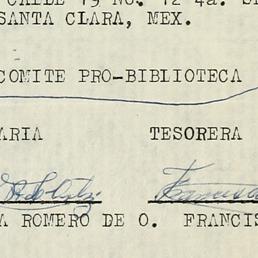 CALLE 19 NO. 12 4a.
SANTA CLARA, MEX.
COMITE PRO-BIBLIOTECA
ARIA TESORERA
A ROMERO DE O. FRANCIS